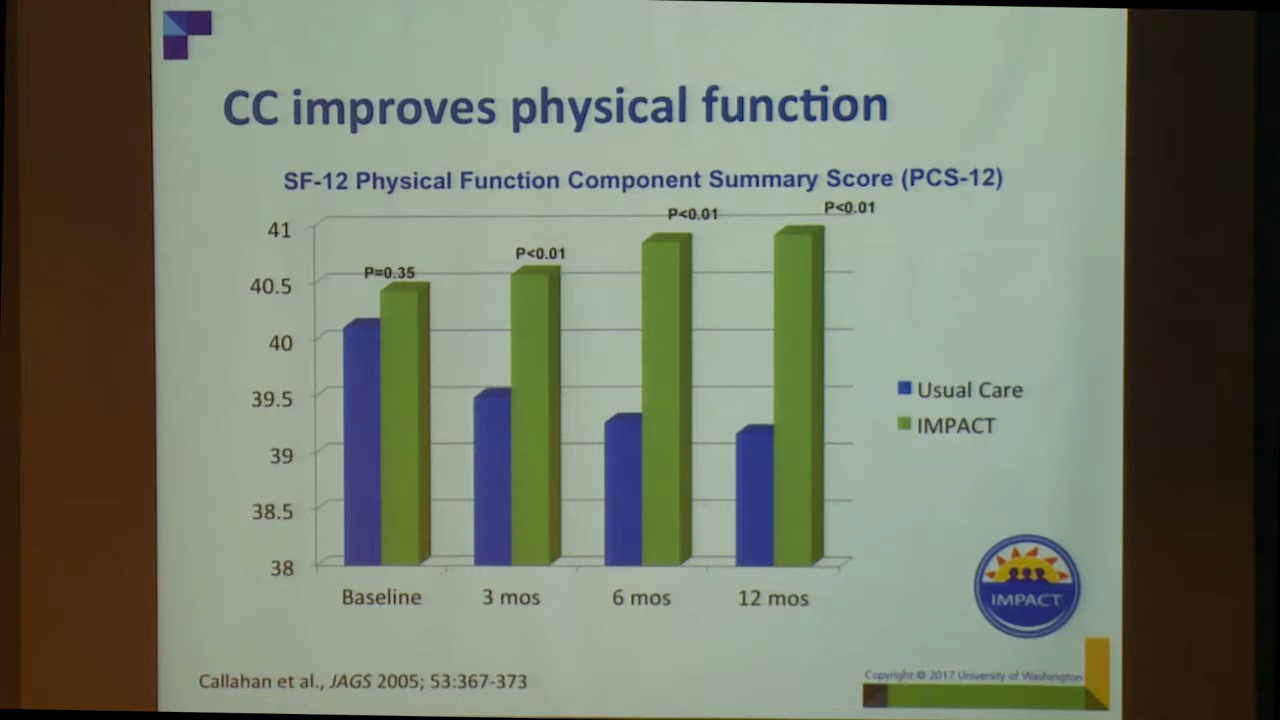 CC improves physical function
SF-12 Physical Function Component Summary Score (PCS-12)
P<0.01
P<0.01
P<0.01
P=0.35
41
40.5
40
39.5
39
38.5
38
Baseline
3 mos
6 mos
12 mos
Usual Care
IMPACT
IMPACT
Callahan et al., JAGS 2005; 53:367-373
Copyright © 2017 University of Washington